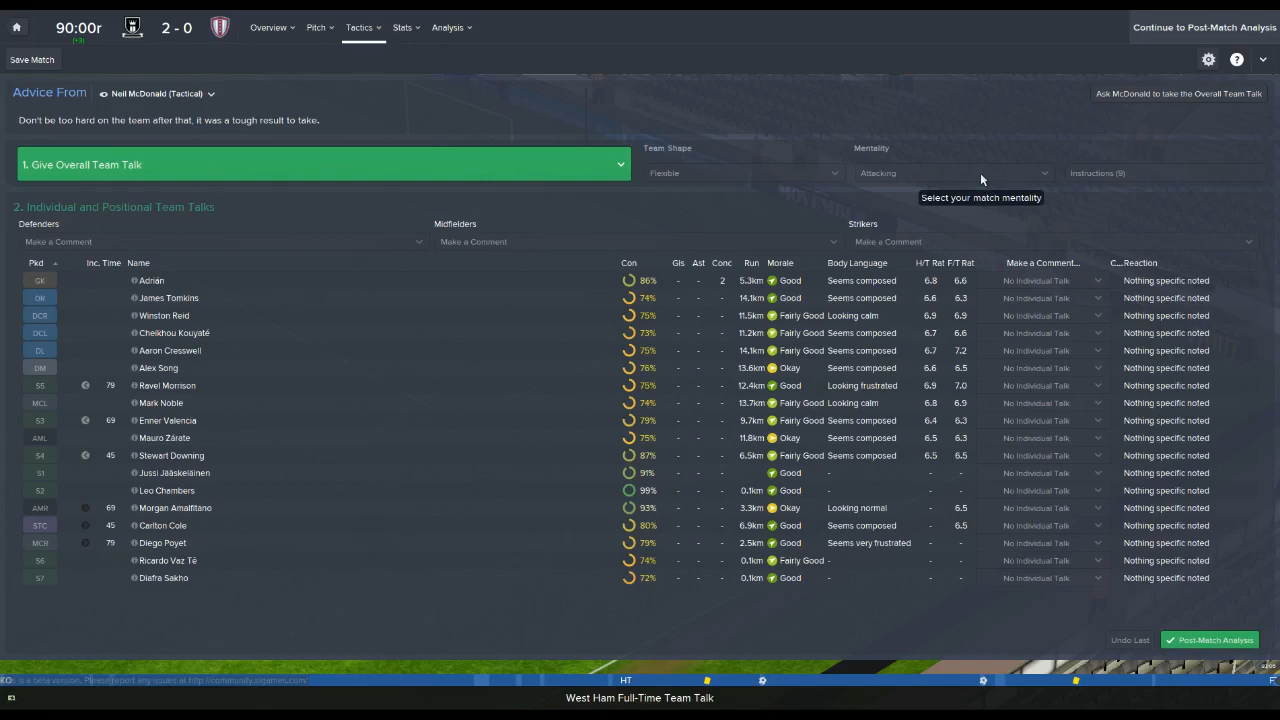 90:00r
(+3)
2 - 0
Overview
Pitch
Tactics
Stats
Analysis
Continue to Post-Match Analysis
Save Match
?
Advice From
Neil McDonald (Tactical)
Ask McDonald to take the Overall Team Talk
Don't be too hard on the team after that, it was a tough result to take.
1. Give Overall Team Talk
Team Shape
Mentality
Flexible
Attacking
Instructions (9)
Select your match mentality
2. Individual and Positional Team Talks
Defenders Midfielders Strikers
Make a Comment Make a Comment Make a Comment
Pkd Inc. Time Name Con Gls Ast Conc Run Morale Body Language H/T Rat F/T Rat Make a Comment... C... Reaction
GK Adrián 86% - - 2 5.3km Good Seems composed 6.8 6.6 No Individual Talk Nothing specific noted
DR James Tomkins 74% - - - 14.1km Good Seems composed 6.6 6.3 No Individual Talk Nothing specific noted
DCR Winston Reid 75% - - - 11.5km Fairly Good Looking calm 6.9 6.9 No Individual Talk Nothing specific noted
DCL Cheikhou Kouyaté 73% - - - 11.2km Fairly Good Seems composed 6.7 6.6 No Individual Talk Nothing specific noted
DL Aaron Cresswell 75% - - - 14.1km Fairly Good Seems composed 6.7 7.2 No Individual Talk Nothing specific noted
DM Alex Song 76% - - - 13.6km Okay Seems composed 6.6 6.5 No Individual Talk Nothing specific noted
S5 79 Ravel Morrison 75% - - - 12.4km Good Looking frustrated 6.9 7.0 No Individual Talk Nothing specific noted
MCL Mark Noble 74% - - - 13.7km Fairly Good Looking calm 6.8 6.9 No Individual Talk Nothing specific noted
S3 69 Enner Valencia 79% - - - 9.7km Fairly Good Seems composed 6.4 6.3 No Individual Talk Nothing specific noted
AML Mauro Zárate 75% - - - 11.8km Okay Seems composed 6.5 6.3 No Individual Talk Nothing specific noted
S4 45 Stewart Downing 87% - - - 6.5km Fairly Good Seems composed 6.5 6.5 No Individual Talk Nothing specific noted
S1 Jussi Jääskeläinen 91% - - - Good - - - No Individual Talk Nothing specific noted
S2 Leo Chambers 99% - - - 0.1km Good - - - No Individual Talk Nothing specific noted
AMR 69 Morgan Amalfitano 93% - - - 3.3km Okay Looking normal - 6.5 No Individual Talk Nothing specific noted
STC 45 Carlton Cole 80% - - - 6.9km Good Seems composed - 6.5 No Individual Talk Nothing specific noted
MCR 79 Diego Poyet 79% - - - 2.5km Good Seems very frustrated - - No Individual Talk Nothing specific noted
S6 Ricardo Vaz Tê 74% - - - 0.1km Fairly Good - - - No Individual Talk Nothing specific noted
S7 Diafra Sakho 72% - - - 0.1km Good - - - No Individual Talk Nothing specific noted
Undo Last
Post-Match Analysis
KO is a beta version. Please report any issues at http://community.sigames.com/
HT
F
West Ham Full-Time Team Talk